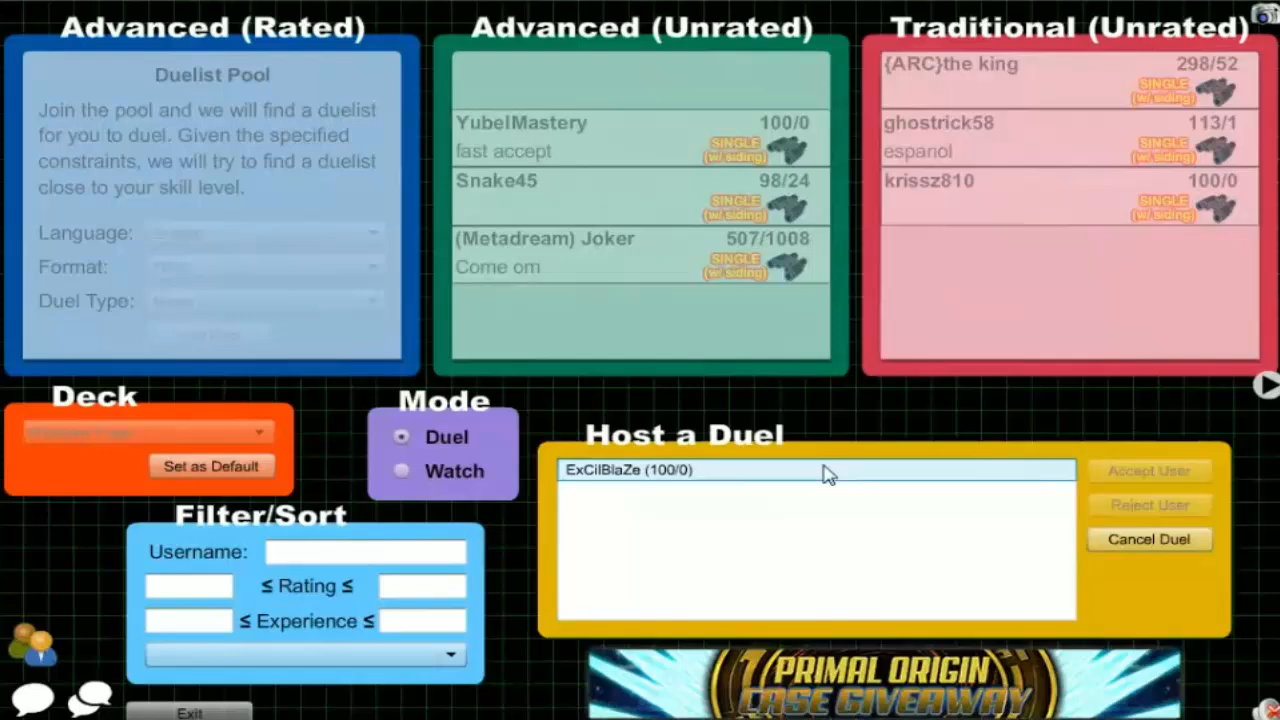 Advanced (Rated)
Duelist Pool
Join the pool and we will find a duelist
for you to duel. Given the specified
constraints, we will try to find a duelist
close to your skill level.
Language:
Format:
Duel Type:
Advanced (Unrated)
YubelMastery 100/0
fast accept SINGLE
(w/ siding)
Snake45 98/24
SINGLE
(w/ siding)
(Metadream) Joker 507/1008
Come om SINGLE
(w/ siding)
Traditional (Unrated)
{ARC}the king 298/52
SINGLE
(w/ siding)
ghostrick58 113/1
espanol SINGLE
(w/ siding)
krissz810 100/0
SINGLE
(w/ siding)
Deck
Set as Default
Mode
Duel
Watch
Host a Duel
ExCilBlaZe (100/0)
Accept User
Reject User
Cancel Duel
Filter/Sort
Username:
≤ Rating ≤
≤ Experience ≤
PRIMAL ORIGIN
CASE GIVEAWAY
Exit